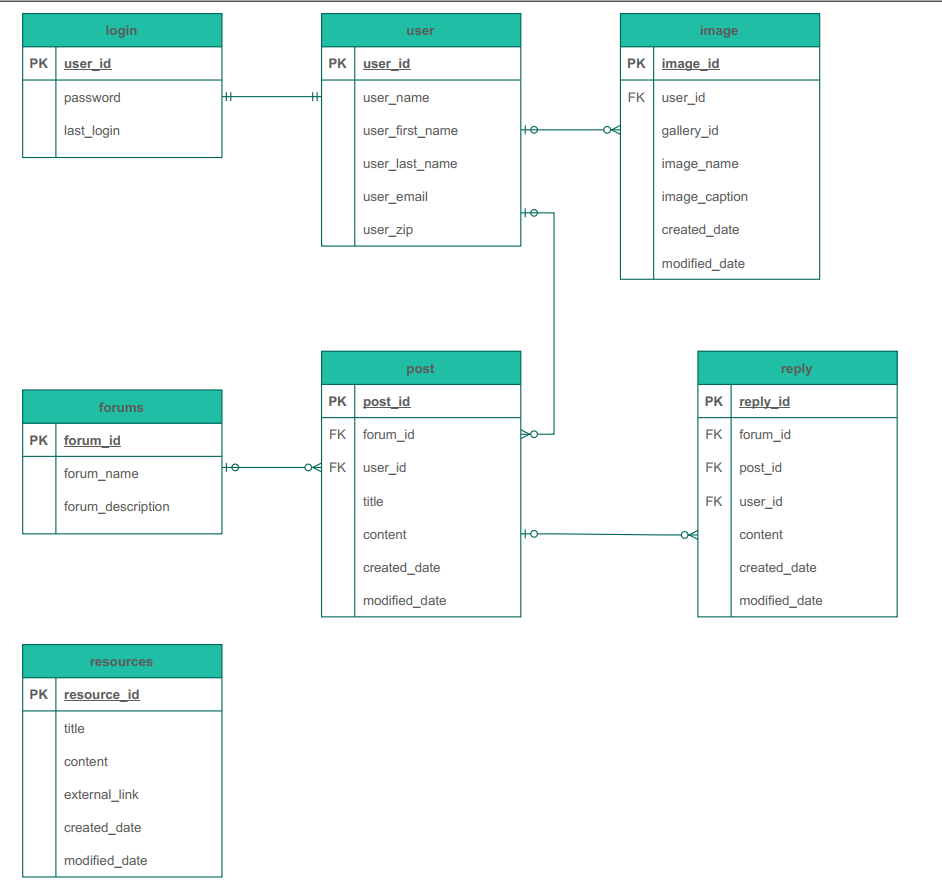 login
PK user_id
password
last_login
user
PK user_id
user_name
user_first_name
user_last_name
user_email
user_zip
image
PK image_id
FK user_id
gallery_id
image_name
image_caption
created_date
modified_date
forums
PK forum_id
forum_name
forum_description
post
PK post_id
FK forum_id
FK user_id
title
content
created_date
modified_date
reply
PK reply_id
FK forum_id
FK post_id
FK user_id
content
created_date
modified_date
resources
PK resource_id
title
content
external_link
created_date
modified_date